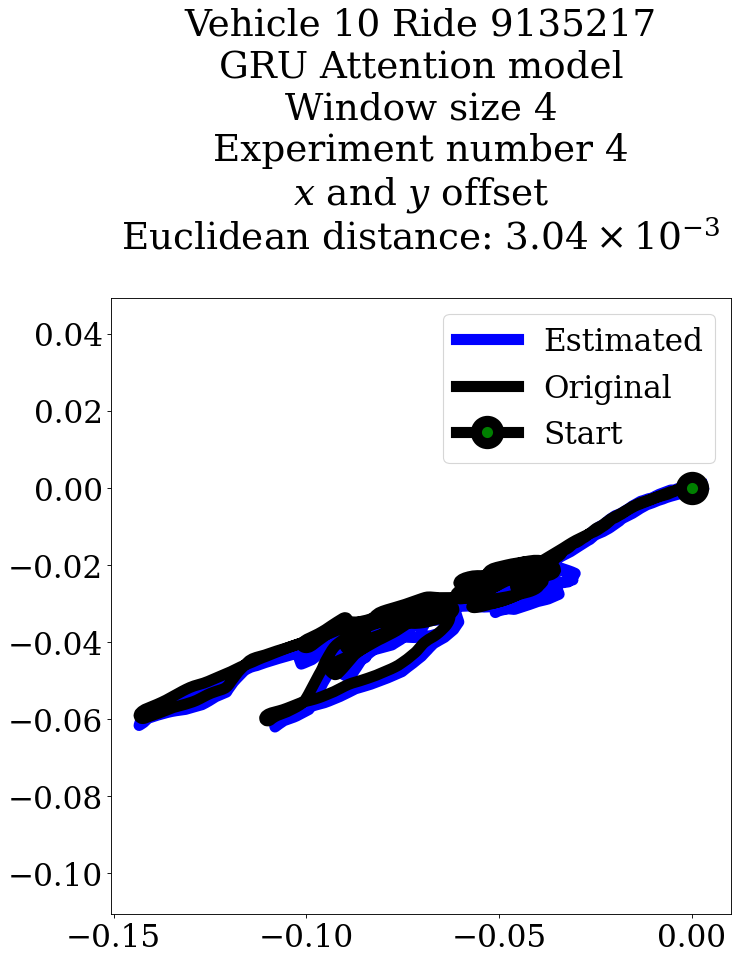 Vehicle 10 Ride 9135217
GRU Attention model
Window size 4
Experiment number 4
x and y offset
Euclidean distance: 3.04 × 10⁻³
Estimated
Original
Start
0.04
0.02
0.00
−0.02
−0.04
−0.06
−0.08
−0.10
−0.15
−0.10
−0.05
0.00